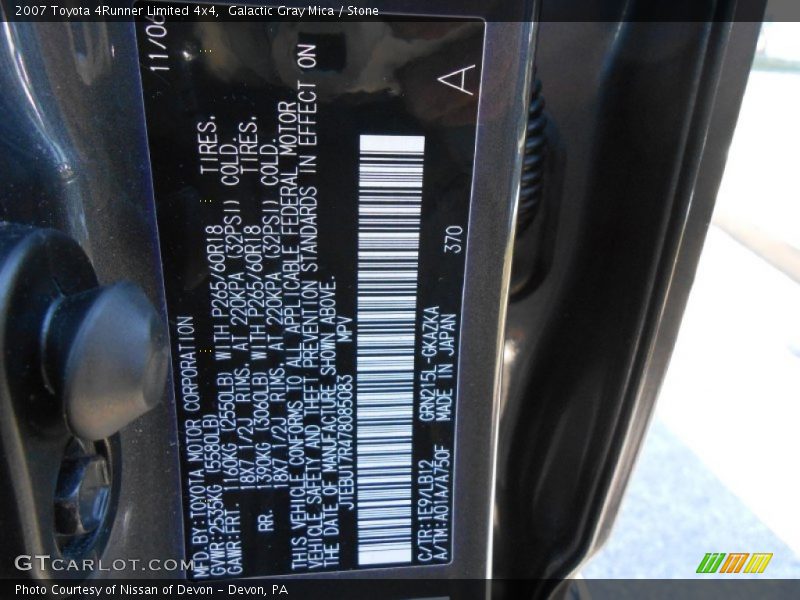 2007 Toyota 4Runner Limited 4x4,  Galactic Gray Mica / Stone
11/06
A
MFD.BY:TOYOTA MOTOR CORPORATION
GVWR:2535KG (5580LB)
GAWR:FRT. 1160KG (2550LB) WITH P265/60R18 TIRES.
18X7 1/2J RIMS. AT 220KPA (32PSI) COLD.
RR. 1390KG (3060LB) WITH P265/60R18 TIRES.
18X7 1/2J RIMS. AT 220KPA (32PSI) COLD.
THIS VEHICLE CONFORMS TO ALL APPLICABLE FEDERAL MOTOR
VEHICLE SAFETY AND THEFT PREVENTION STANDARDS IN EFFECT ON
THE DATE OF MANUFACTURE SHOWN ABOVE.
JTEBU17R478085083 MPV
C/TR:1E9/LB12 GRN215L-GKAZKA 370
A/TM:A01A/A750F MADE IN JAPAN
GTCARLOT.COM
Photo Courtesy of Nissan of Devon - Devon, PA